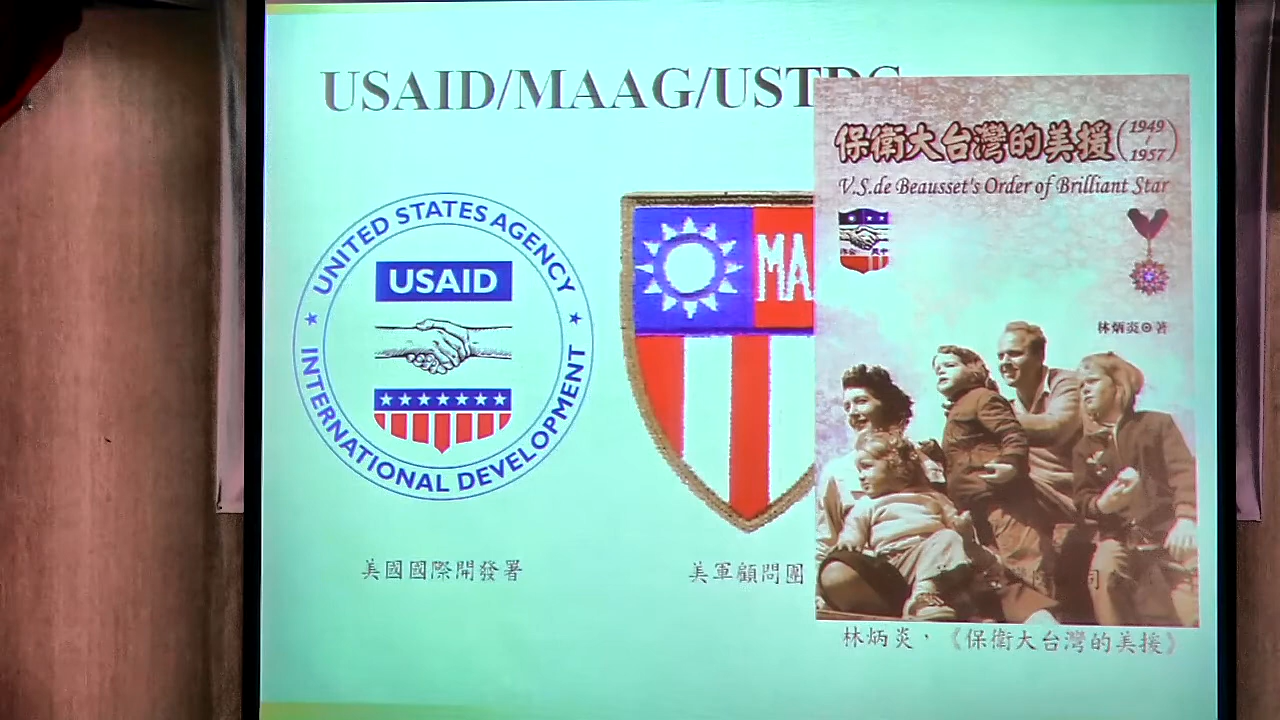 USAID/MAAG/USTDC
保衛大台灣的美援(1949
1957)
V.S.de Beausset's Order of Brilliant Star
林炳炎◎著
UNITED STATES AGENCY
USAID
INTERNATIONAL DEVELOPMENT
MA
美國國際開發署
美軍顧問團
林炳炎，《保衛大台灣的美援》